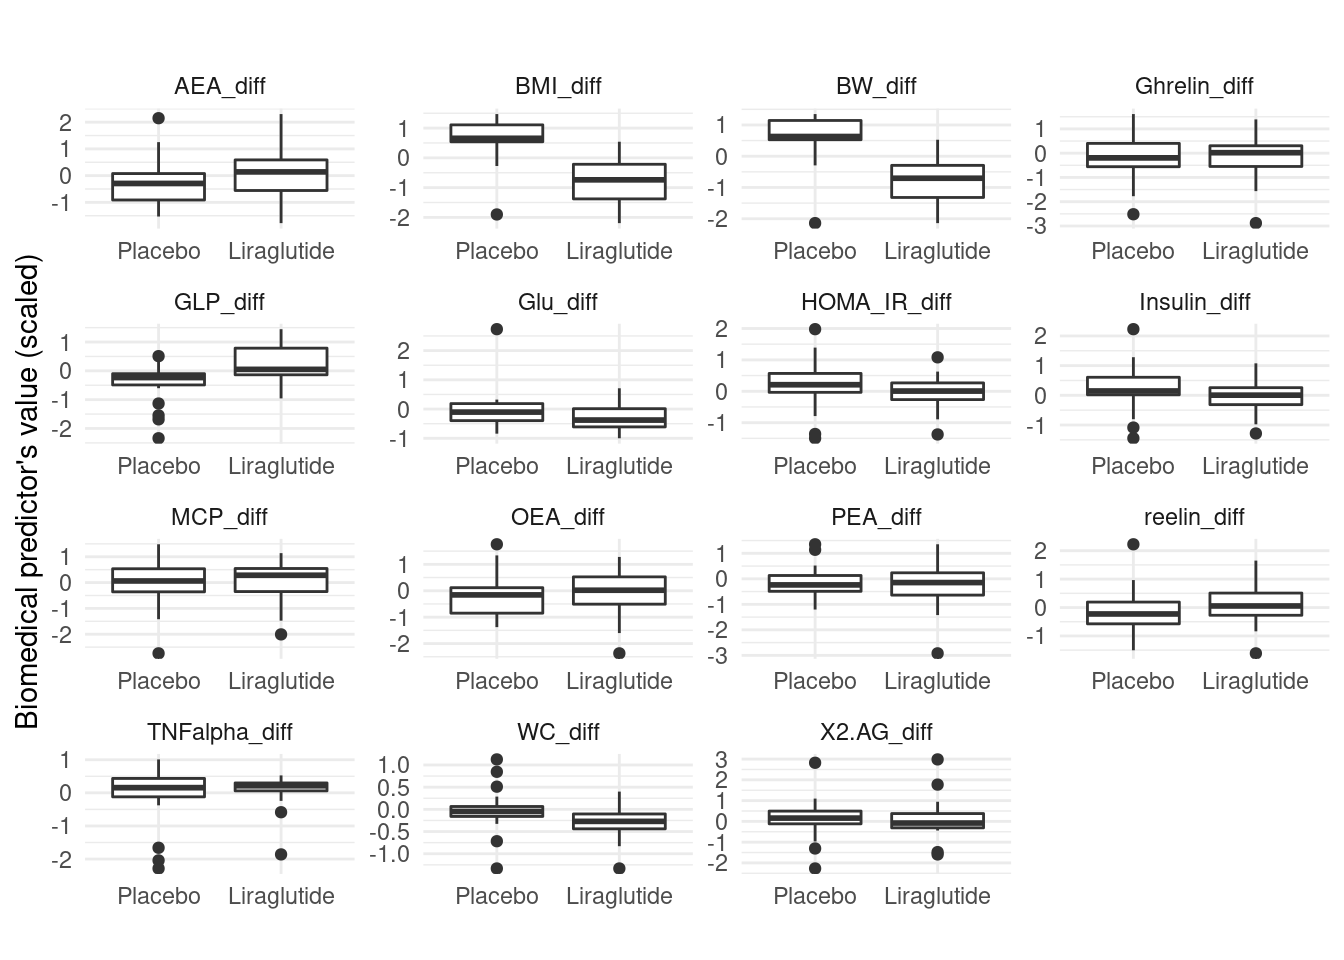 Biomedical predictor's value (scaled)
AEA_diff
2
1
0
-1
Placebo Liraglutide
BMI_diff
1
0
-1
-2
Placebo Liraglutide
BW_diff
1
0
-1
-2
Placebo Liraglutide
Ghrelin_diff
1
0
-1
-2
-3
Placebo Liraglutide
GLP_diff
1
0
-1
-2
Placebo Liraglutide
Glu_diff
2
1
0
-1
Placebo Liraglutide
HOMA_IR_diff
2
1
0
-1
Placebo Liraglutide
Insulin_diff
2
1
0
-1
Placebo Liraglutide
MCP_diff
1
0
-1
-2
Placebo Liraglutide
OEA_diff
1
0
-1
-2
Placebo Liraglutide
PEA_diff
1
0
-1
-2
-3
Placebo Liraglutide
reelin_diff
2
1
0
-1
Placebo Liraglutide
TNFalpha_diff
1
0
-1
-2
Placebo Liraglutide
WC_diff
1.0
0.5
0.0
-0.5
-1.0
Placebo Liraglutide
X2.AG_diff
3
2
1
0
-1
-2
Placebo Liraglutide